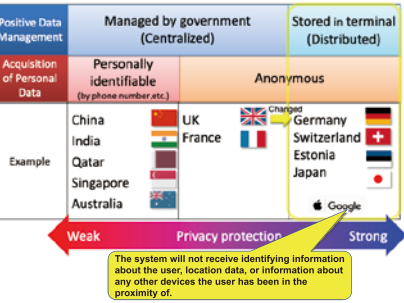 Positive Data
Management
Managed by government
(Centralized)
Stored in terminal
(Distributed)
Acquisition
of Personal
Data
Personally
identifiable
(by phone number.etc.)
Anonymous
Example
China
India
Qatar
Singapore
Australia
UK
France
Changed
Germany
Switzerland
Estonia
Japan
Google
Weak
Privacy protection
Strong
The system will not receive identifying information
about the user, location data, or information about
any other devices the user has been in the
proximity of.